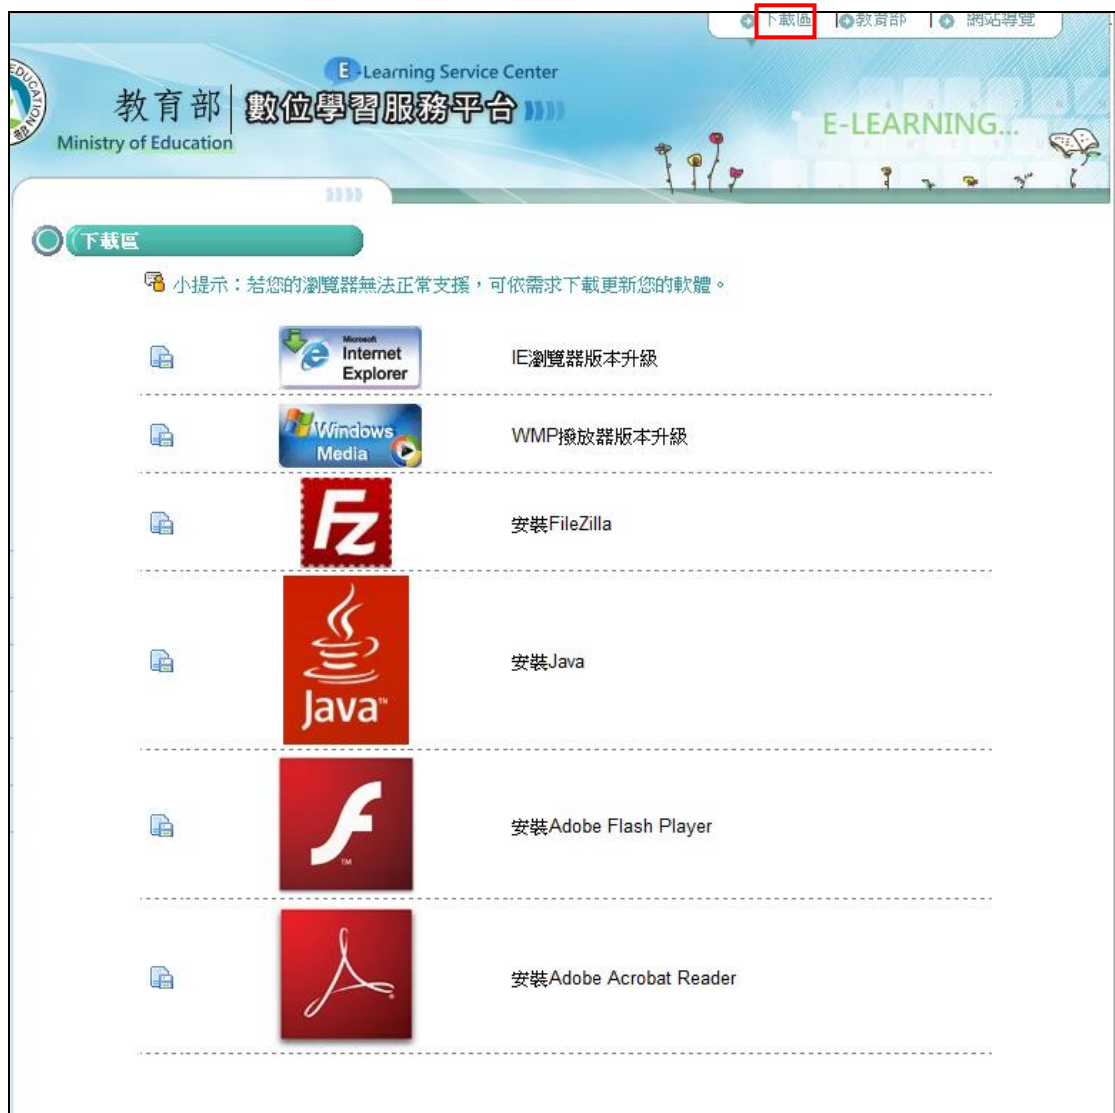 下載區 教育部 網站導覽
E-Learning Service Center
教育部 數位學習服務平台
Ministry of Education
E-LEARNING...
下載區
小提示：若您的瀏覽器無法正常支援，可依需求下載更新您的軟體。
Microsoft
Internet
Explorer
IE瀏覽器版本升級
Windows
Media
WMP撥放器版本升級
FZ
安裝FileZilla
Java™
安裝Java
TM
安裝Adobe Flash Player
安裝Adobe Acrobat Reader